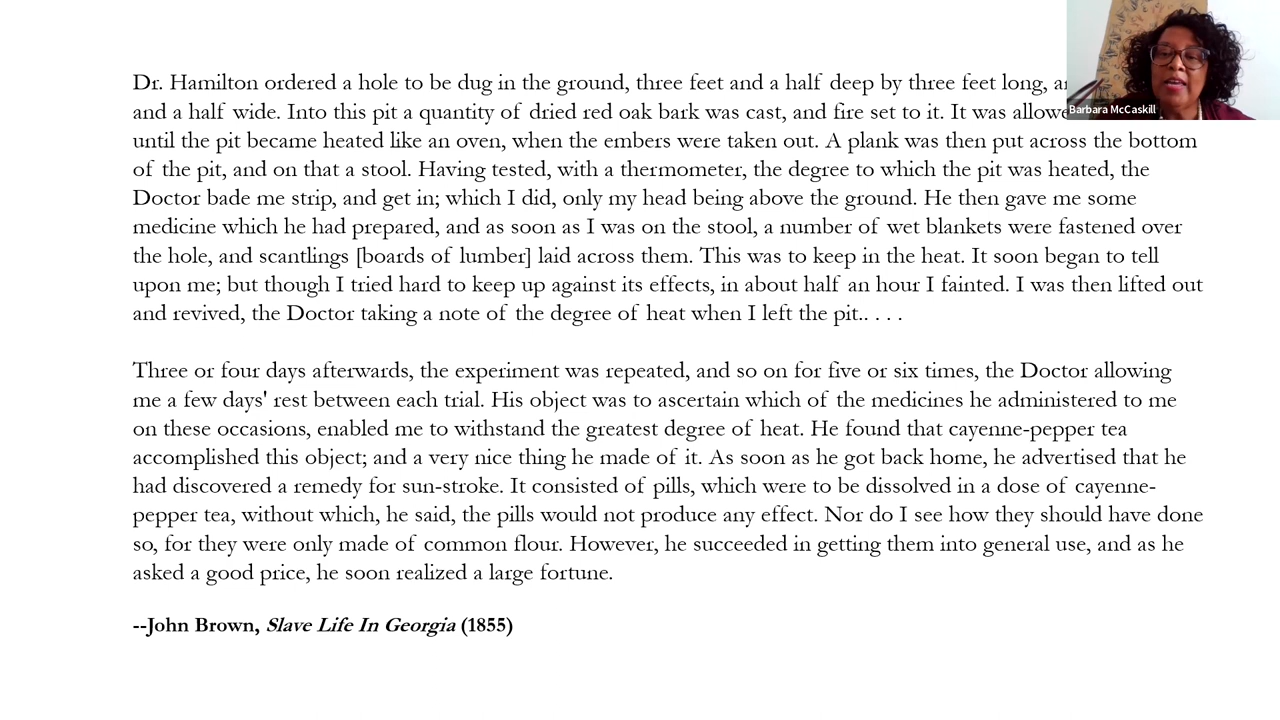 Dr. Hamilton ordered a hole to be dug in the ground, three feet and a half deep by three feet long,
and a half wide. Into this pit a quantity of dried red oak bark was cast, and fire set to it. It was
until the pit became heated like an oven, when the embers were taken out. A plank was then put across the bottom
of the pit, and on that a stool. Having tested, with a thermometer, the degree to which the pit was heated, the
Doctor bade me strip, and get in; which I did, only my head being above the ground. He then gave me some
medicine which he had prepared, and as soon as I was on the stool, a number of wet blankets were fastened over
the hole, and scantlings [boards of lumber] laid across them. This was to keep in the heat. It soon began to tell
upon me; but though I tried hard to keep up against its effects, in about half an hour I fainted. I was then lifted out
and revived, the Doctor taking a note of the degree of heat when I left the pit.. . . .
Three or four days afterwards, the experiment was repeated, and so on for five or six times, the Doctor allowing
me a few days' rest between each trial. His object was to ascertain which of the medicines he administered to me
on these occasions, enabled me to withstand the greatest degree of heat. He found that cayenne-pepper tea
accomplished this object; and a very nice thing he made of it. As soon as he got back home, he advertised that he
had discovered a remedy for sun-stroke. It consisted of pills, which were to be dissolved in a dose of cayenne-
pepper tea, without which, he said, the pills would not produce any effect. Nor do I see how they should have done
so, for they were only made of common flour. However, he succeeded in getting them into general use, and as he
asked a good price, he soon realized a large fortune.
--John Brown, Slave Life In Georgia (1855)
Barbara McCaskill